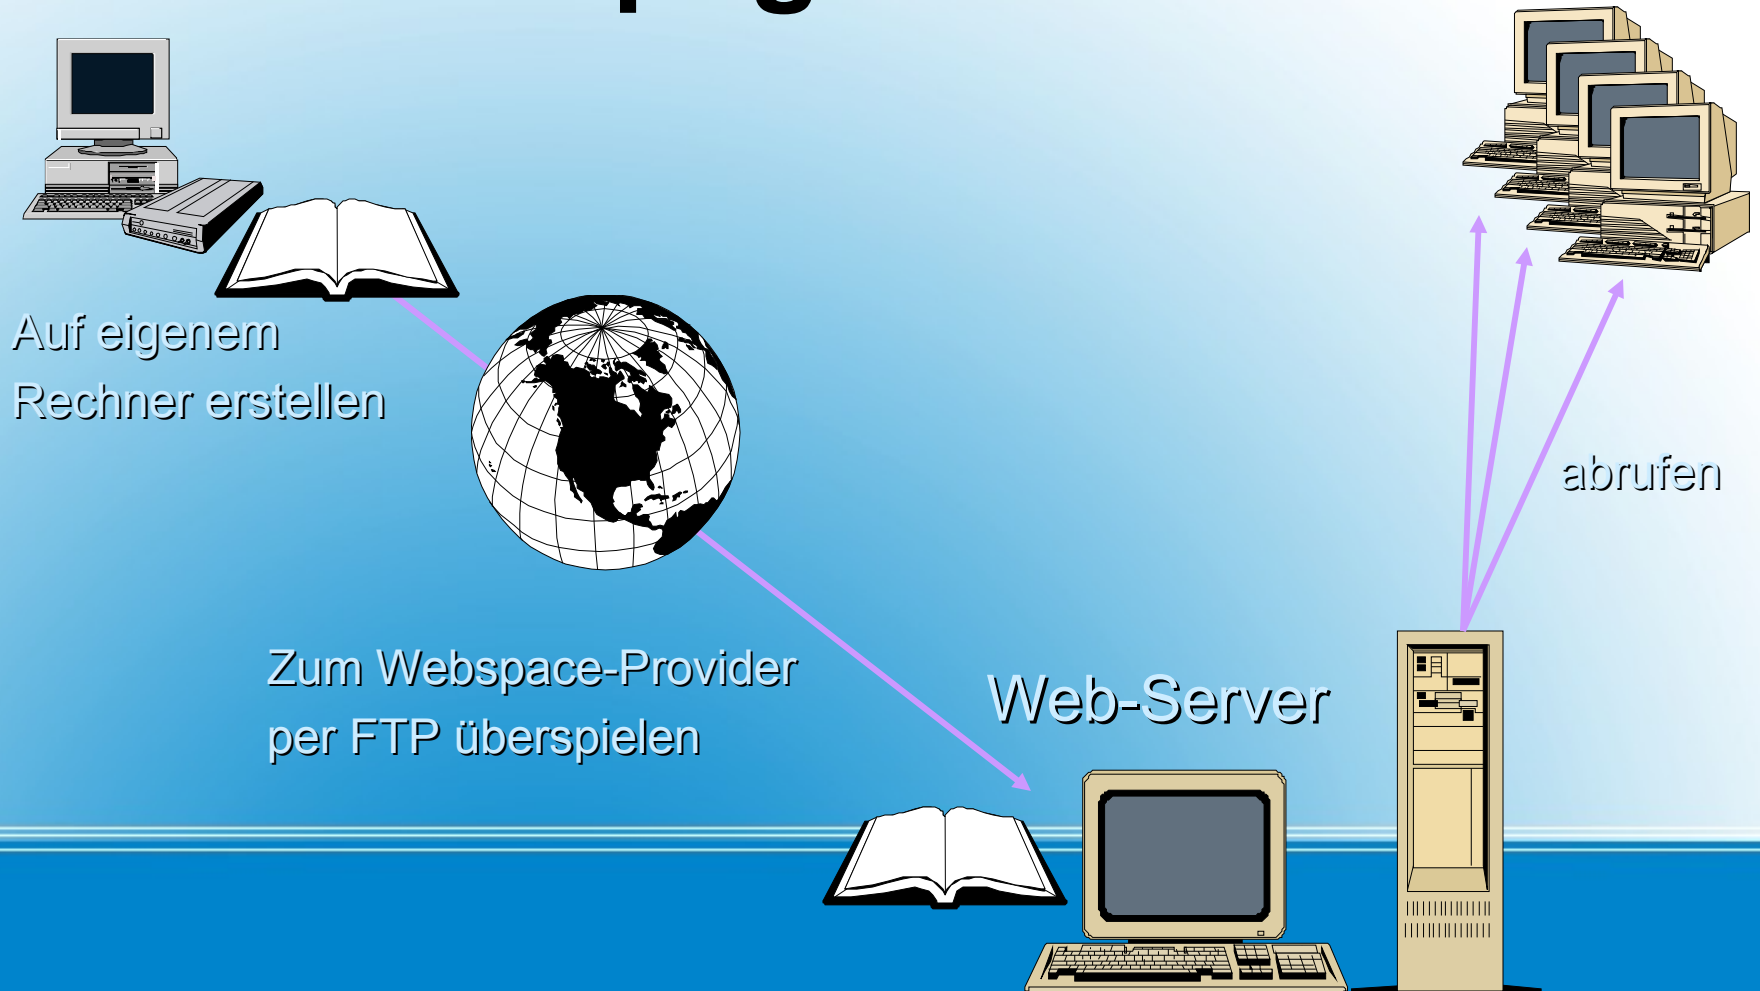 Auf eigenem
Rechner erstellen
abrufen
Zum Webspace-Provider
per FTP überspielen
Web-Server